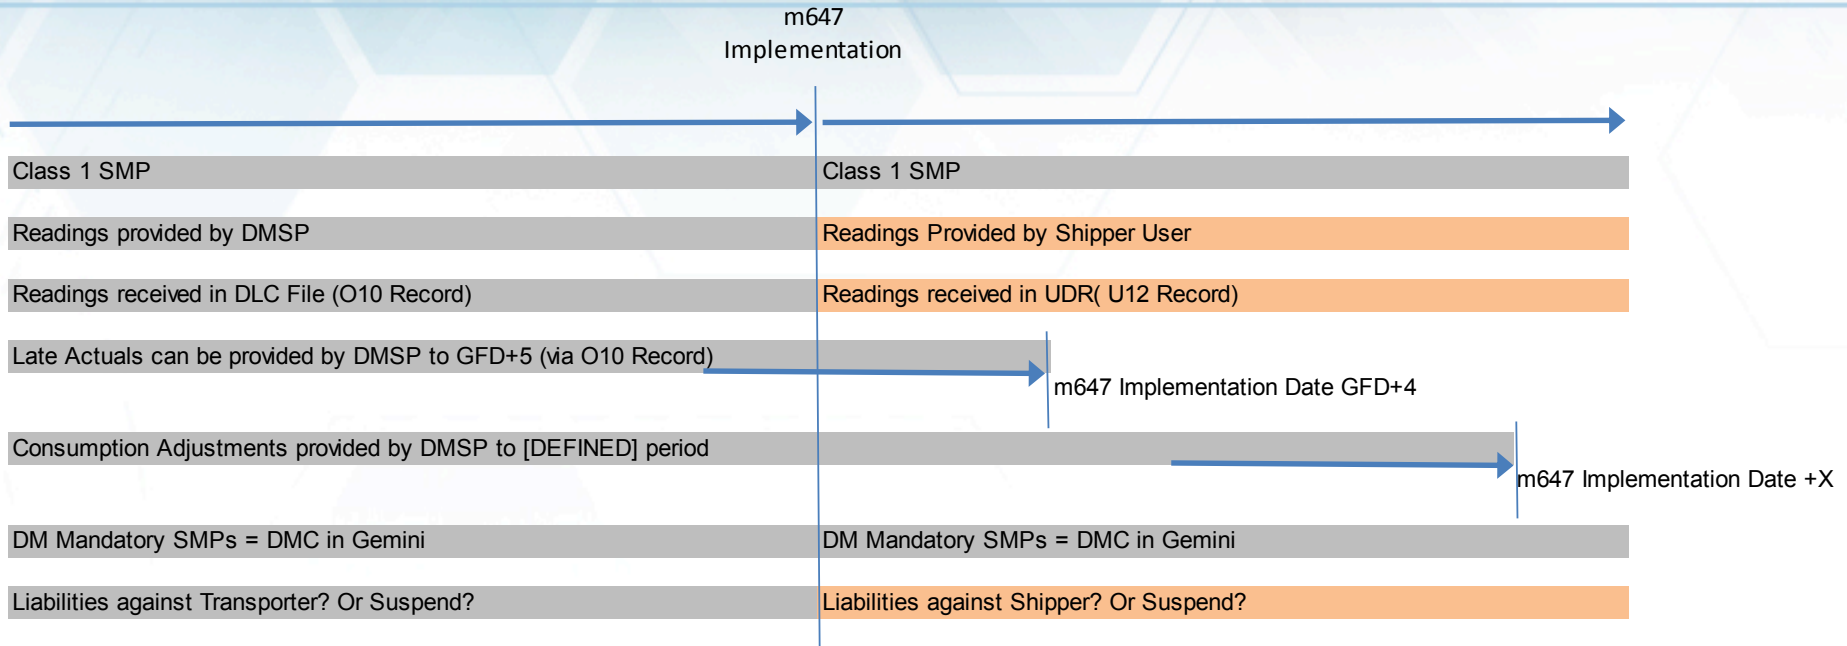 m647
Implementation
Class 1 SMP
Class 1 SMP
Readings provided by DMSP
Readings Provided by Shipper User
Readings received in DLC File (O10 Record)
Readings received in UDR( U12 Record)
Late Actuals can be provided by DMSP to GFD+5 (via O10 Record)
m647 Implementation Date GFD+4
Consumption Adjustments provided by DMSP to [DEFINED] period
m647 Implementation Date +X
DM Mandatory SMPs = DMC in Gemini
DM Mandatory SMPs = DMC in Gemini
Liabilities against Transporter? Or Suspend?
Liabilities against Shipper? Or Suspend?